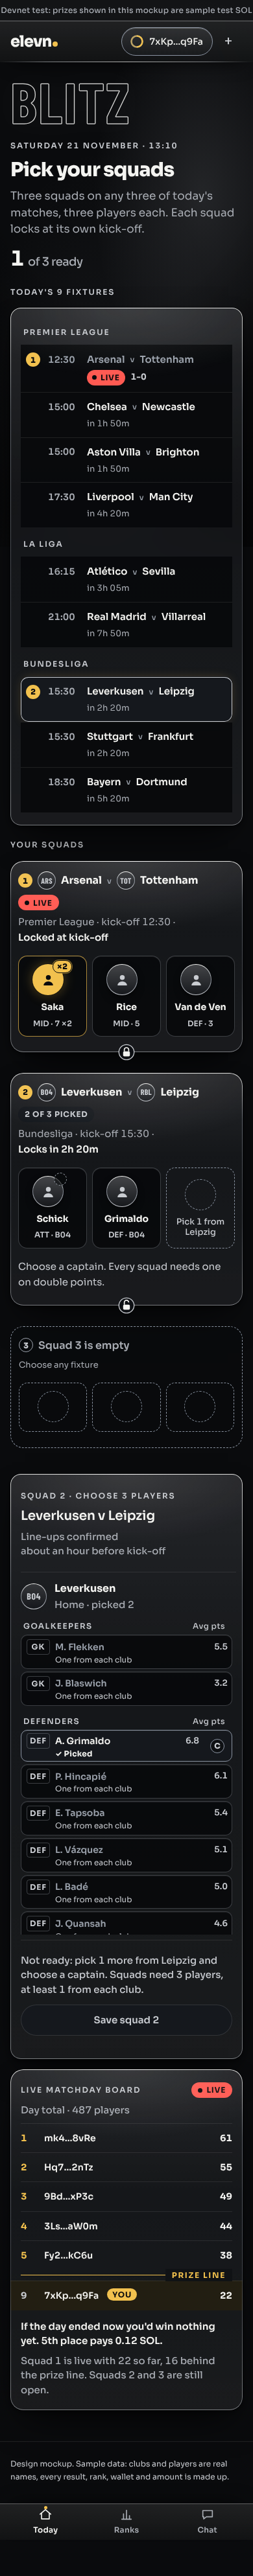 Devnet test: prizes shown in this mockup are sample test SOL
elevn.
7xKp...q9Fa
+
BLITZ
SATURDAY 21 NOVEMBER · 13:10
Pick your squads
Three squads on any three of today's
matches, three players each. Each squad
locks at its own kick-off.
1 of 3 ready
TODAY'S 9 FIXTURES
PREMIER LEAGUE
1 12:30 Arsenal v Tottenham
LIVE 1-0
15:00 Chelsea v Newcastle
in 1h 50m
15:00 Aston Villa v Brighton
in 1h 50m
17:30 Liverpool v Man City
in 4h 20m
LA LIGA
16:15 Atlético v Sevilla
in 3h 05m
21:00 Real Madrid v Villarreal
in 7h 50m
BUNDESLIGA
2 15:30 Leverkusen v Leipzig
in 2h 20m
15:30 Stuttgart v Frankfurt
in 2h 20m
18:30 Bayern v Dortmund
in 5h 20m
YOUR SQUADS
1 ARS Arsenal v TOT Tottenham
LIVE
Premier League · kick-off 12:30 ·
Locked at kick-off
×2
Saka Rice Van de Ven
MID · 7 ×2 MID · 5 DEF · 3
2 B04 Leverkusen v RBL Leipzig
2 OF 3 PICKED
Bundesliga · kick-off 15:30 ·
Locks in 2h 20m
Schick Grimaldo Pick 1 from
ATT · B04 DEF · B04 Leipzig
Choose a captain. Every squad needs one
on double points.
3 Squad 3 is empty
Choose any fixture
SQUAD 2 · CHOOSE 3 PLAYERS
Leverkusen v Leipzig
Line-ups confirmed
about an hour before kick-off
B04 Leverkusen
Home · picked 2
GOALKEEPERS Avg pts
GK M. Flekken 5.5
One from each club
GK J. Blaswich 3.2
One from each club
DEFENDERS Avg pts
DEF A. Grimaldo 6.8 C
✓ Picked
DEF P. Hincapié 6.1
One from each club
DEF E. Tapsoba 5.4
One from each club
DEF L. Vázquez 5.1
One from each club
DEF L. Badé 5.0
One from each club
DEF J. Quansah 4.6
Not ready: pick 1 more from Leipzig and
choose a captain. Squads need 3 players,
at least 1 from each club.
Save squad 2
LIVE MATCHDAY BOARD LIVE
Day total · 487 players
1 mk4...8vRe 61
2 Hq7...2nTz 55
3 9Bd...xP3c 49
4 3Ls...aW0m 44
5 Fy2...kC6u 38
PRIZE LINE
9 7xKp...q9Fa YOU 22
If the day ended now you'd win nothing
yet. 5th place pays 0.12 SOL.
Squad 1 is live with 22 so far, 16 behind
the prize line. Squads 2 and 3 are still
open.
Design mockup. Sample data: clubs and players are real
names, every result, rank, wallet and amount is made up.
Today Ranks Chat